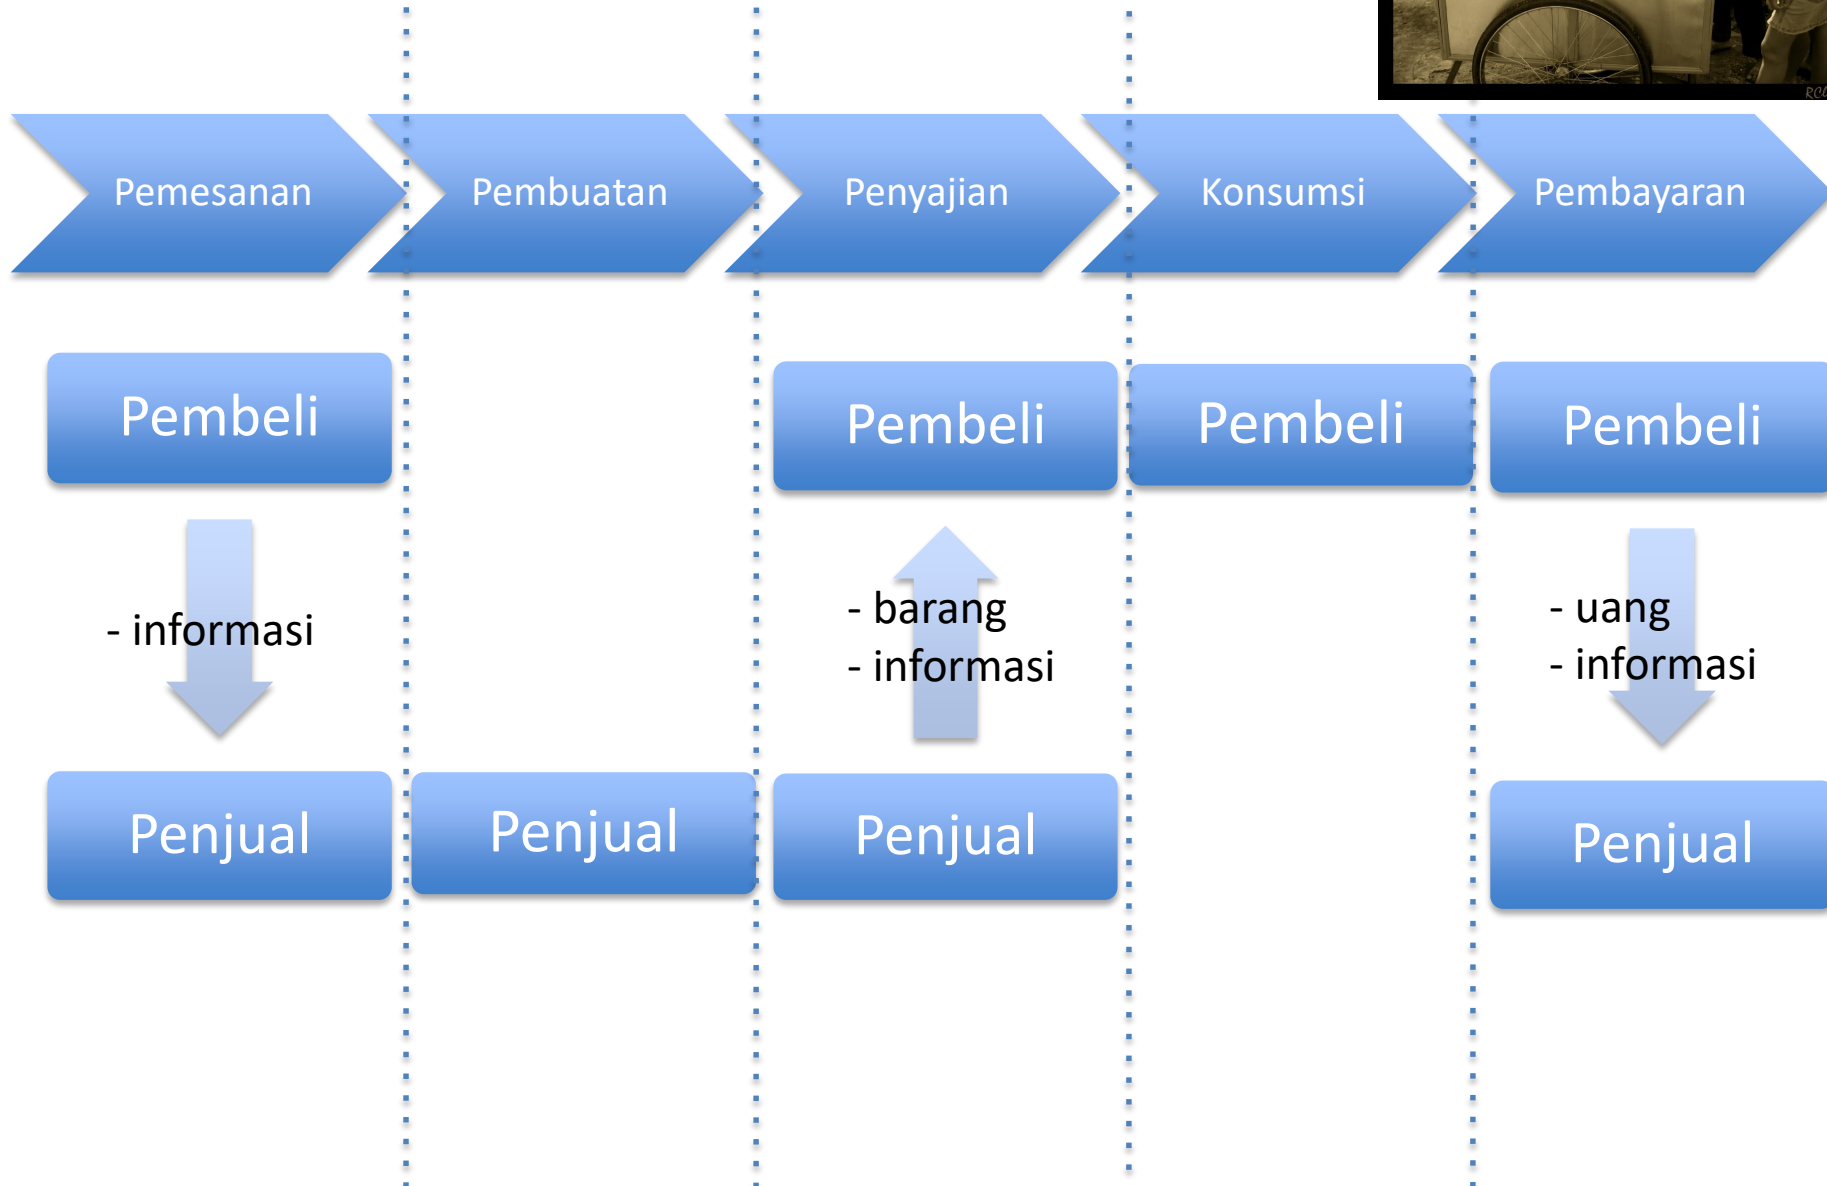 Pemesanan
Pembuatan
Penyajian
Konsumsi
Pembayaran
Pembeli
Pembeli
Pembeli
Pembeli
- informasi
- barang
- informasi
- uang
- informasi
Penjual
Penjual
Penjual
Penjual